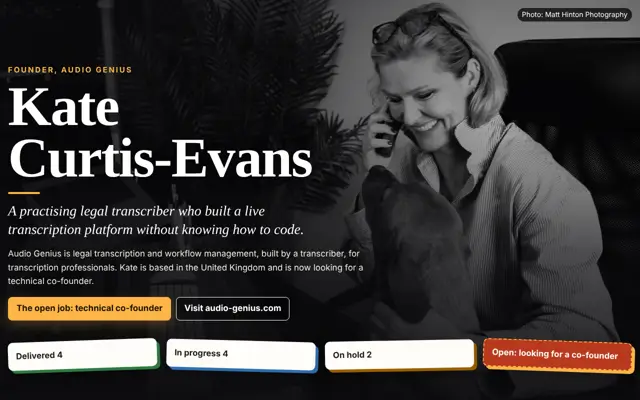 Photo: Matt Hinton Photography
FOUNDER, AUDIO GENIUS
Kate
Curtis-Evans
A practising legal transcriber who built a live
transcription platform without knowing how to code.
Audio Genius is legal transcription and workflow management, built by a transcriber, for
transcription professionals. Kate is based in the United Kingdom and is now looking for a
technical co-founder.
The open job: technical co-founder
Visit audio-genius.com
Delivered 4
In progress 4
On hold 2
Open: looking for a co-founder